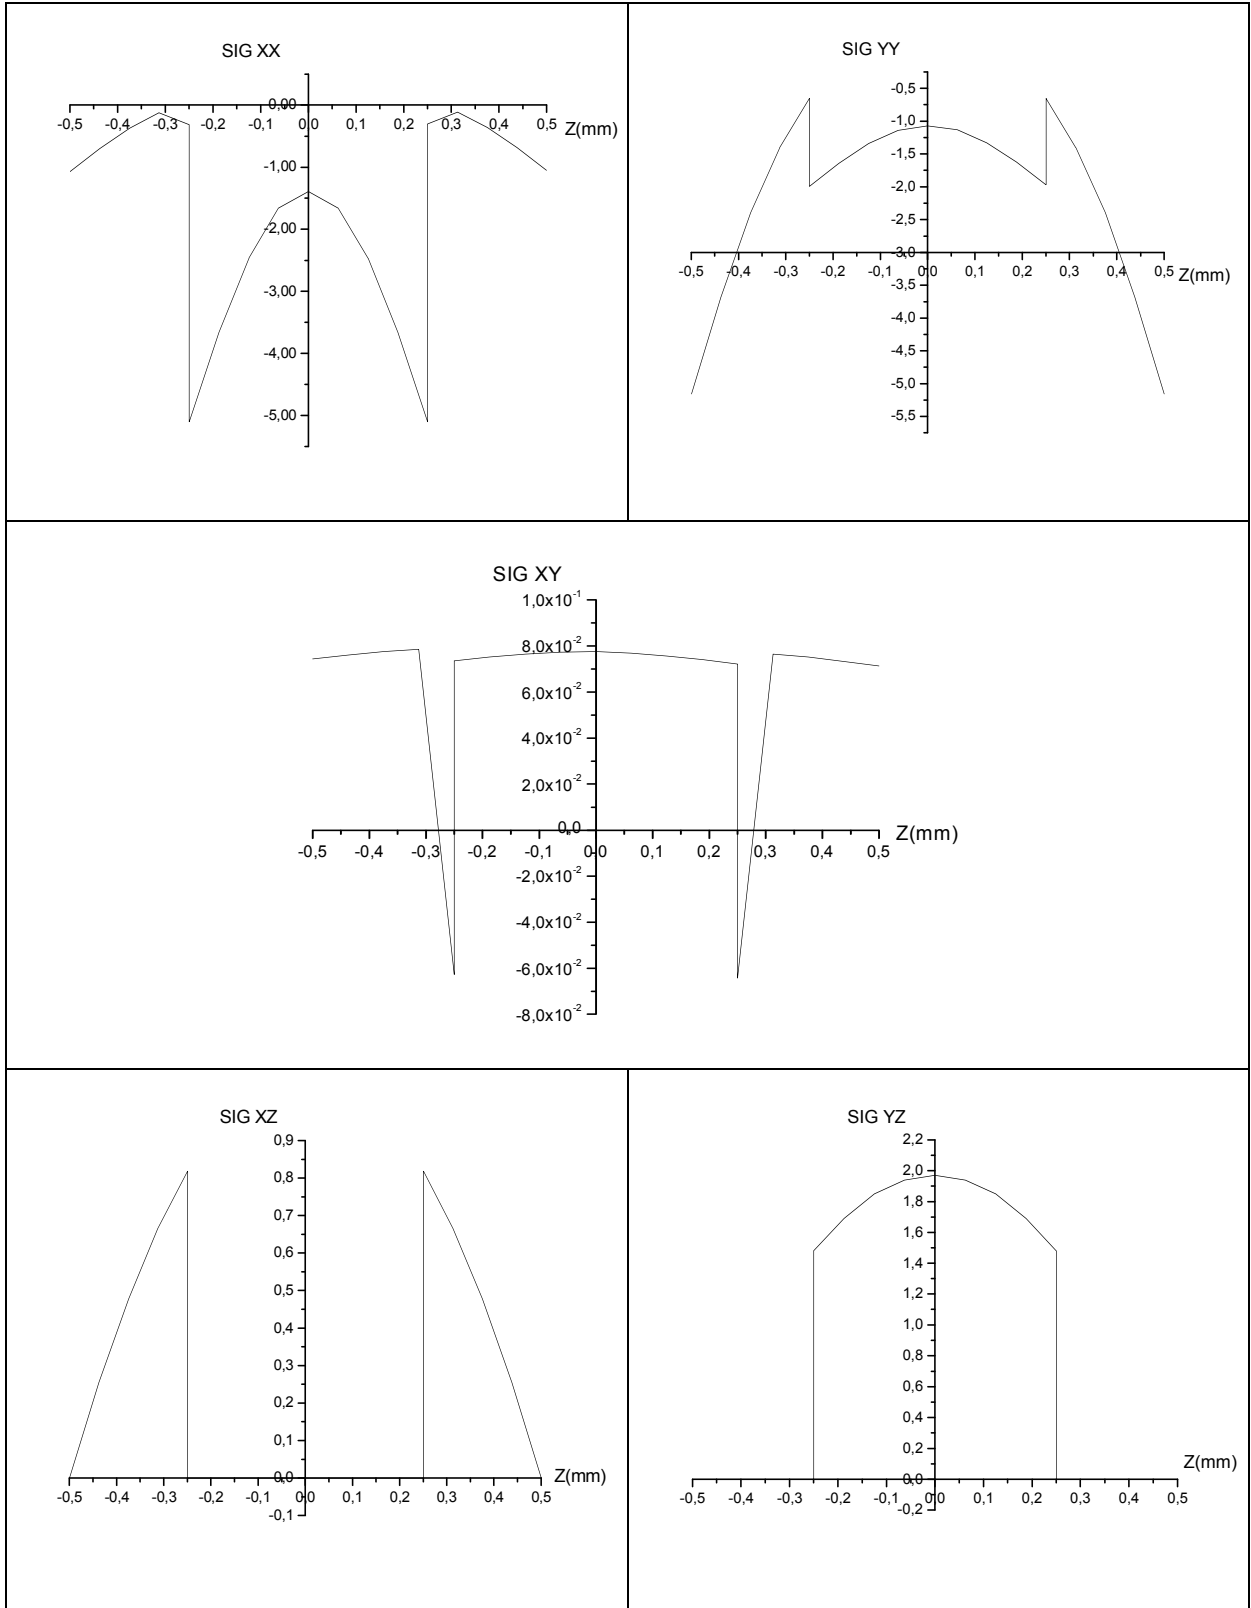 SIG XX
0,00
-0,5 -0,4 -0,3 -0,2 -0,1 0,0 0,1 0,2 0,3 0,4 0,5 Z(mm)
-1,00
-2,00
-3,00
-4,00
-5,00
SIG YY
-0,5
-1,0
-1,5
-2,0
-2,5
-3,0
-0,5 -0,4 -0,3 -0,2 -0,1 0,0 0,1 0,2 0,3 0,4 0,5 Z(mm)
-3,5
-4,0
-4,5
-5,0
-5,5
SIG XY
1,0x10⁻¹
8,0x10⁻²
6,0x10⁻²
4,0x10⁻²
2,0x10⁻²
0,0 Z(mm)
-0,5 -0,4 -0,3 -0,2 -0,1 0,0 0,1 0,2 0,3 0,4 0,5
-2,0x10⁻²
-4,0x10⁻²
-6,0x10⁻²
-8,0x10⁻²
SIG XZ
0,9
0,8
0,7
0,6
0,5
0,4
0,3
0,2
0,1
0,0 Z(mm)
-0,5 -0,4 -0,3 -0,2 -0,1 0,0 0,1 0,2 0,3 0,4 0,5
-0,1
SIG YZ
2,2
2,0
1,8
1,6
1,4
1,2
1,0
0,8
0,6
0,4
0,2
0,0 Z(mm)
-0,5 -0,4 -0,3 -0,2 -0,1 0,0 0,1 0,2 0,3 0,4 0,5
-0,2